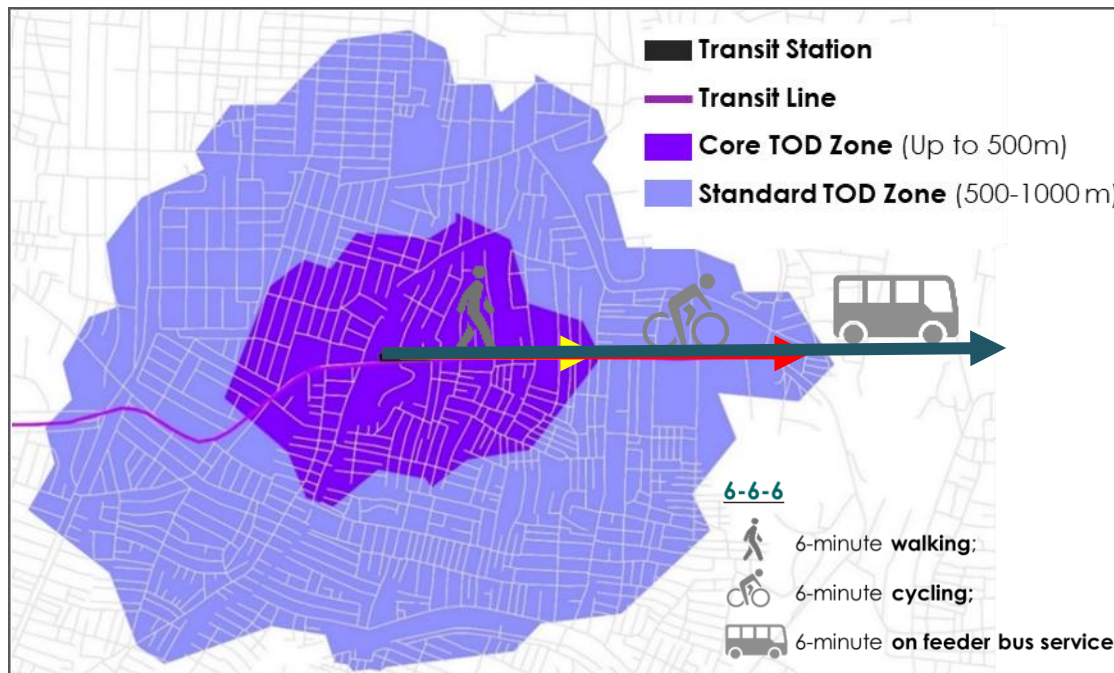 Transit Station
Transit Line
Core TOD Zone (Up to 500m)
Standard TOD Zone (500-1000 m)
6-6-6
6-minute walking;
6-minute cycling;
6-minute on feeder bus service